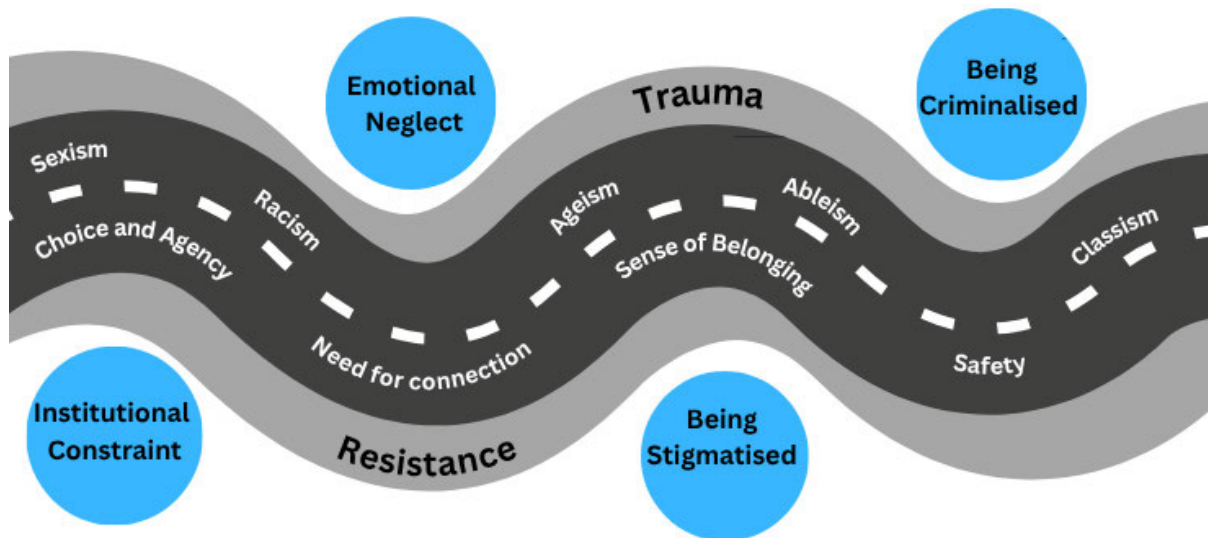 Emotional
Neglect
Trauma
Being
Criminalised
Sexism
Racism
Ageism
Ableism
Classism
Choice and Agency
Sense of Belonging
Need for connection
Safety
Institutional
Constraint
Resistance
Being
Stigmatised